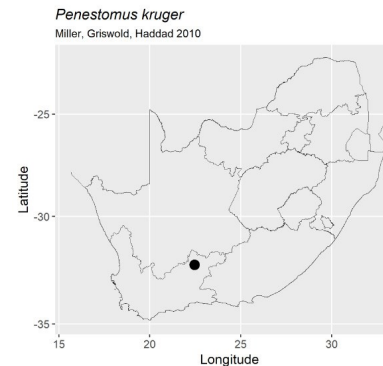 Penestomus kruger
Miller, Griswold, Haddad 2010
-25
-30
-35
Latitude
15
20
25
30
Longitude